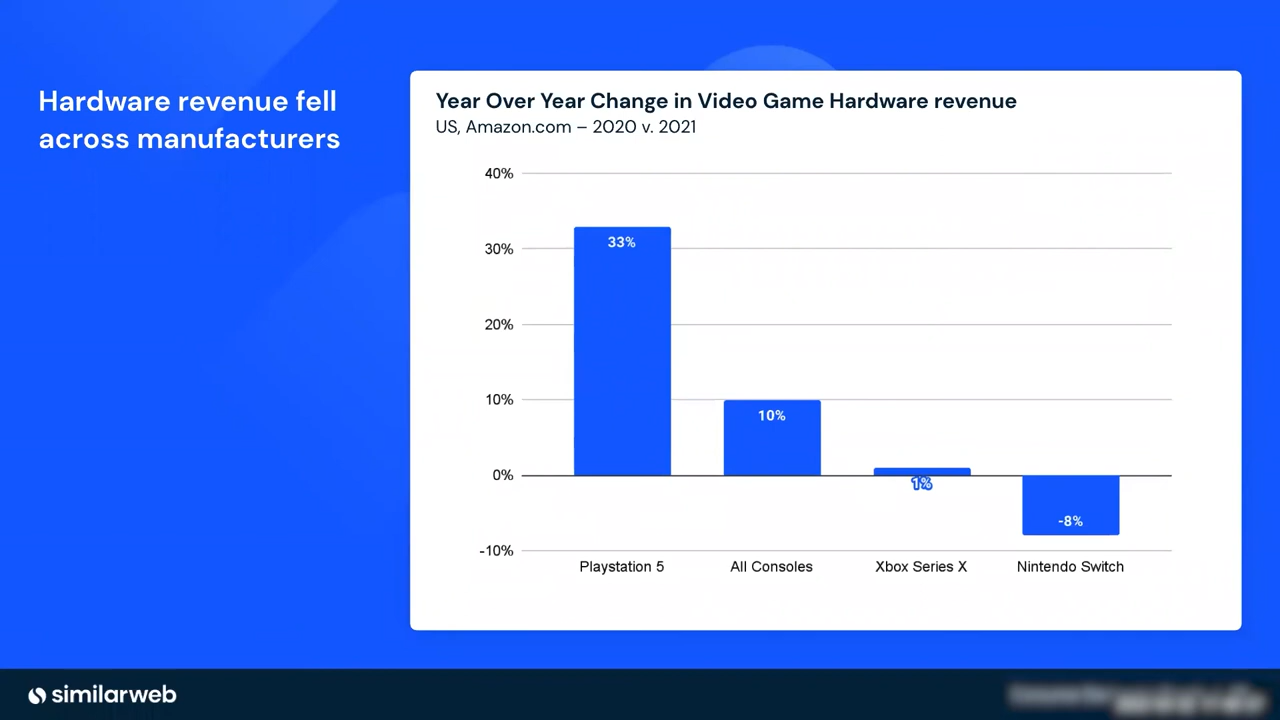 Hardware revenue fell
across manufacturers
Year Over Year Change in Video Game Hardware revenue
US, Amazon.com – 2020 v. 2021
40%
30%
20%
10%
0%
-10%
33%
10%
1%
-8%
Playstation 5 All Consoles Xbox Series X Nintendo Switch
similarweb